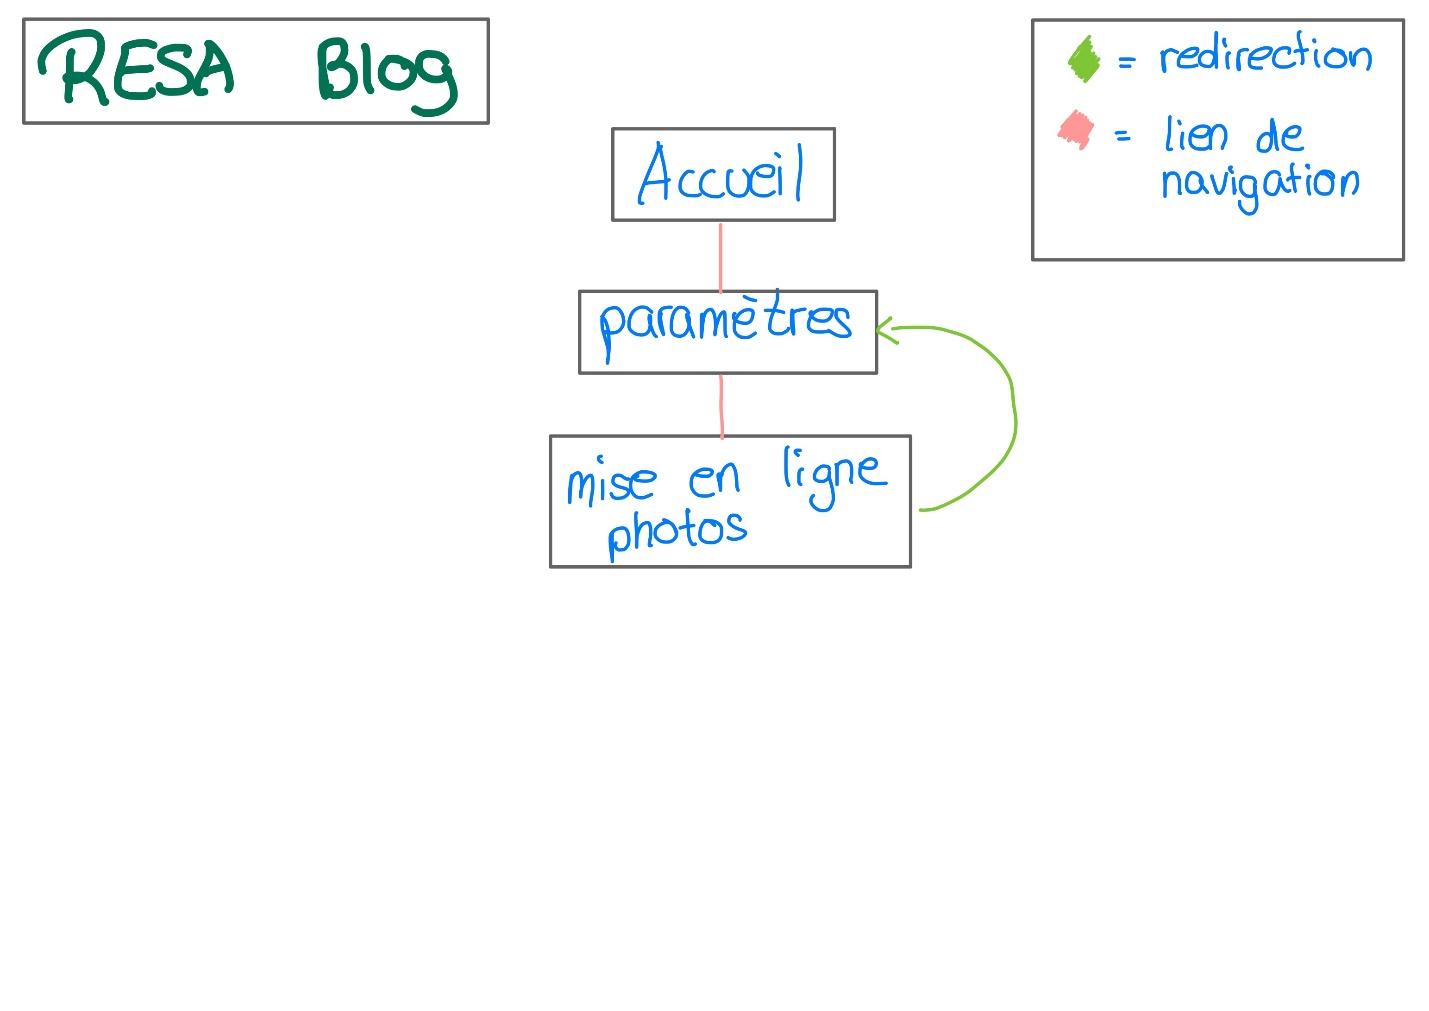 RESA Blog
= redirection
= lien de
navigation
Accueil
paramètres
mise en ligne
photos